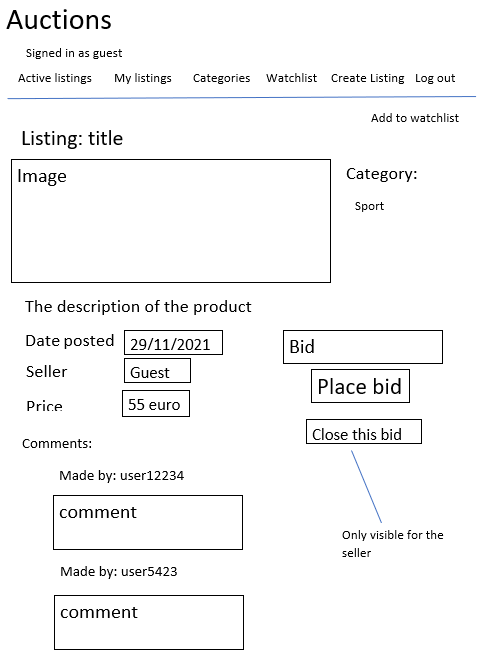 Auctions
Signed in as guest
Active listings My listings Categories Watchlist Create Listing Log out
Add to watchlist
Listing: title
Image
Category:
Sport
The description of the product
Date posted 29/11/2021
Bid
Seller Guest
Place bid
Price 55 euro
Close this bid
Comments:
Made by: user12234
comment
Only visible for the
seller
Made by: user5423
comment